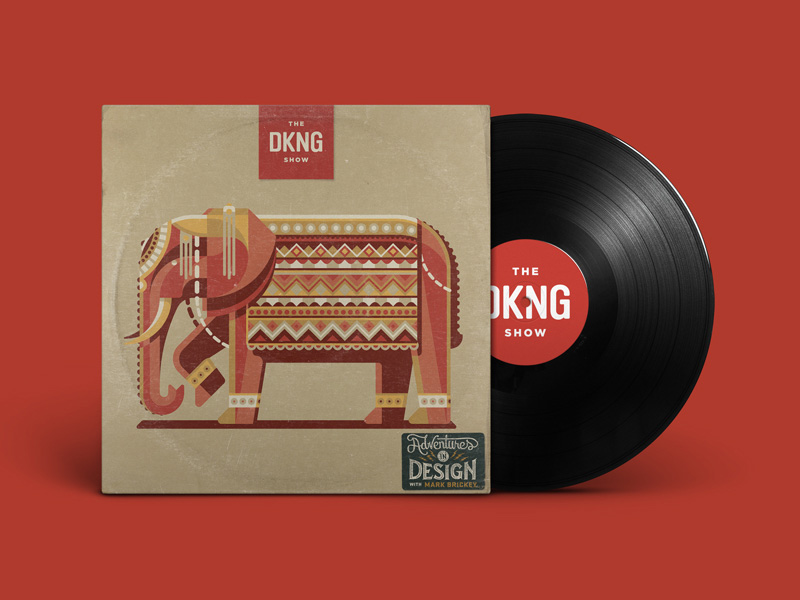 THE
DKNG
SHOW
THE
DKNG
SHOW
Adventures
IN
DESIGN
WITH MARK BRICKEY